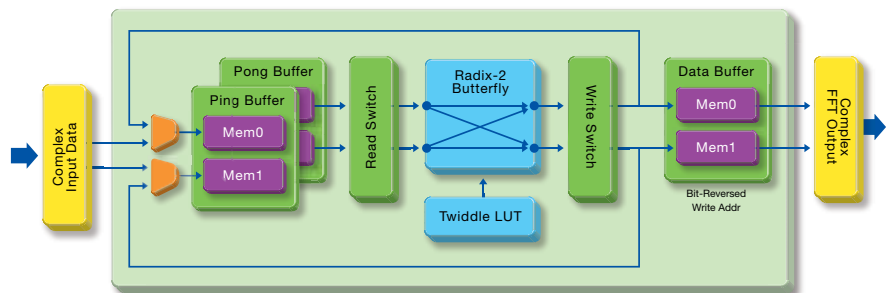 Complex
Input Data
Pong Buffer
Ping Buffer
Mem0
Mem1
Read Switch
Radix-2
Butterfly
Twiddle LUT
Write Switch
Data Buffer
Mem0
Mem1
Bit-Reversed
Write Addr
Complex
FFT Output